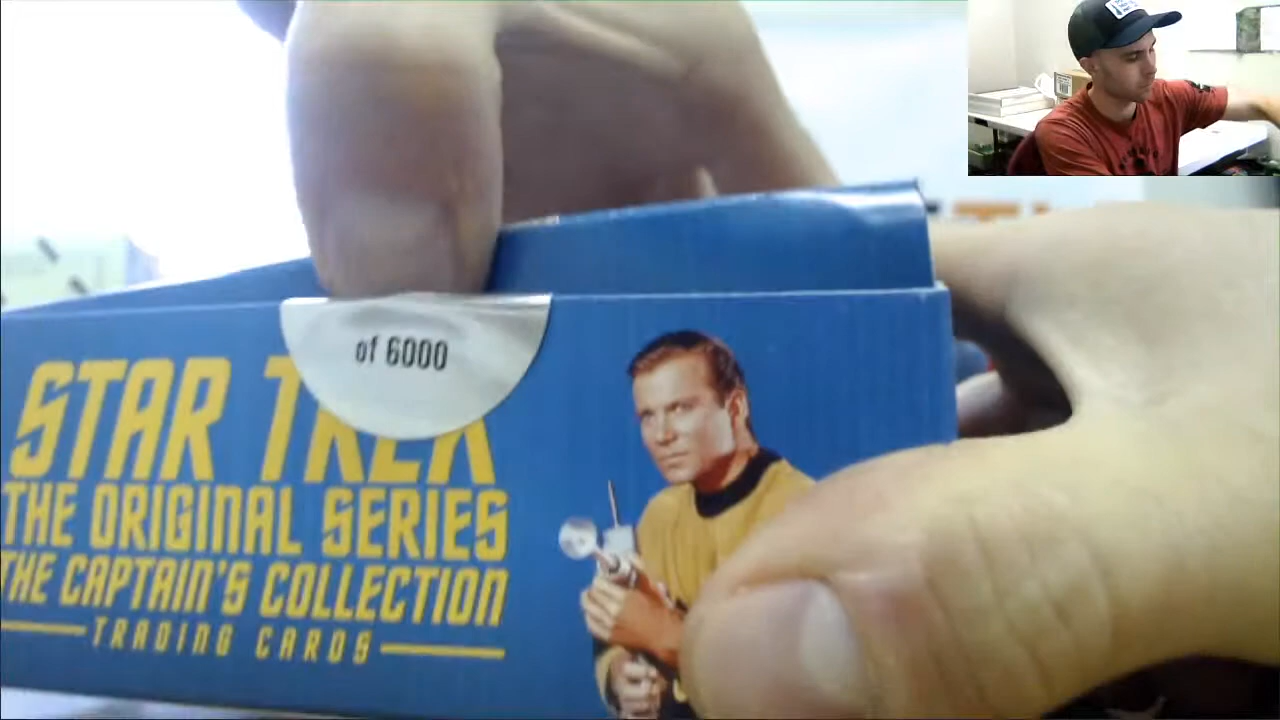 of 6000
STAR TREK
THE ORIGINAL SERIES
THE CAPTAIN'S COLLECTION
TRADING CARDS